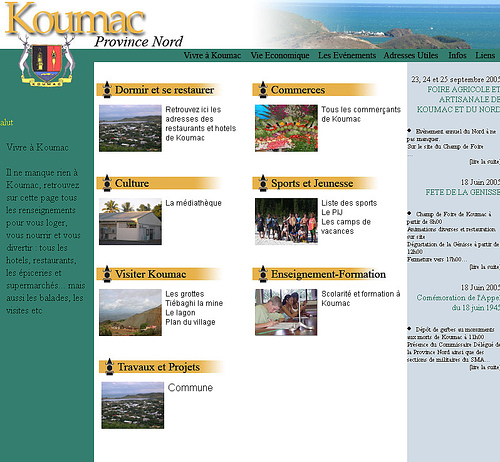 Koumac
Province Nord
KOUMAC
Vivre à Koumac Vie Economique Les Evénements Adresses Utiles Infos Liens
alut
Vivre à Koumac
Il ne manque rien à
Koumac, retrouvez
sur cette page tous
les renseignements
pour vous loger,
vous nourrir et vous
divertir : tous les
hotels, restaurants,
les épiceries et
supermarchés... mais
aussi les balades, les
visites etc
Dormir et se restaurer
Retrouvez ici les
adresses des
restaurants et hotels
de Koumac
Commerces
Tous les commerçants
de Koumac
Culture
La médiathèque
Sports et Jeunesse
Liste des sports
Le PIJ
Les camps de
vacances
Visiter Koumac
Les grottes
Tiébaghi la mine
Le lagon
Plan du village
Enseignement-Formation
Scolarité et formation à
Koumac
Travaux et Projets
Commune
23, 24 et 25 septembre 2005
FOIRE AGRICOLE ET
ARTISANALE DE
KOUMAC ET DU NORD
Evènement annuel du Nord à ne
pas manquer.
Sur le site du Champ de Foire
...
[lire la suite
18 Juin 2005
FETE DE LA GENISSE
Champ de Foire de Koumac à
partir de 8h00
Animations diverses et restauration
sur site
Dégustation de la Génisse à partir de
12h00
Fermeture vers 17h00...
[lire la suite
18 Juin 2005
Comémoration de l'Appel
du 18 juin 1945
Dépôt de gerbes au monuments
aux morts de Koumac à 11h00
Présence du Commissaire Délégué de
la Province Nord ainsi que des
sections de militaires du SMA...
[lire la suite